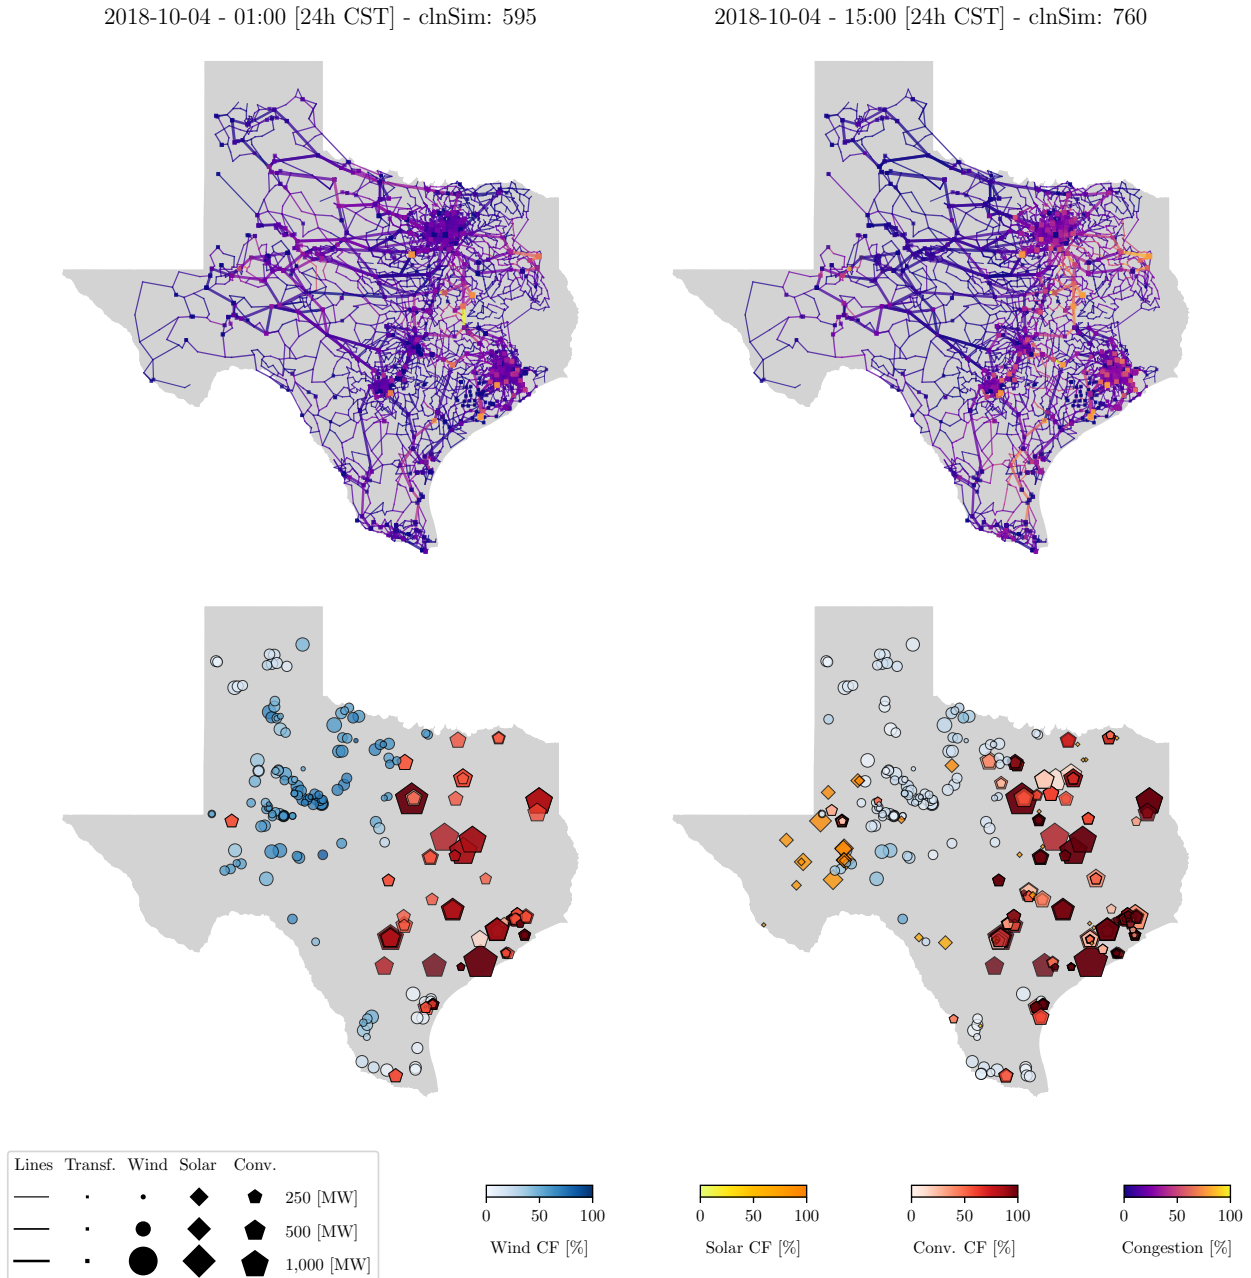 2018-10-04 - 01:00 [24h CST] - clnSim: 595
2018-10-04 - 15:00 [24h CST] - clnSim: 760
Lines Transf. Wind Solar Conv.
250 [MW]
500 [MW]
1,000 [MW]
0 50 100
Wind CF [%]
0 50 100
Solar CF [%]
0 50 100
Conv. CF [%]
0 50 100
Congestion [%]